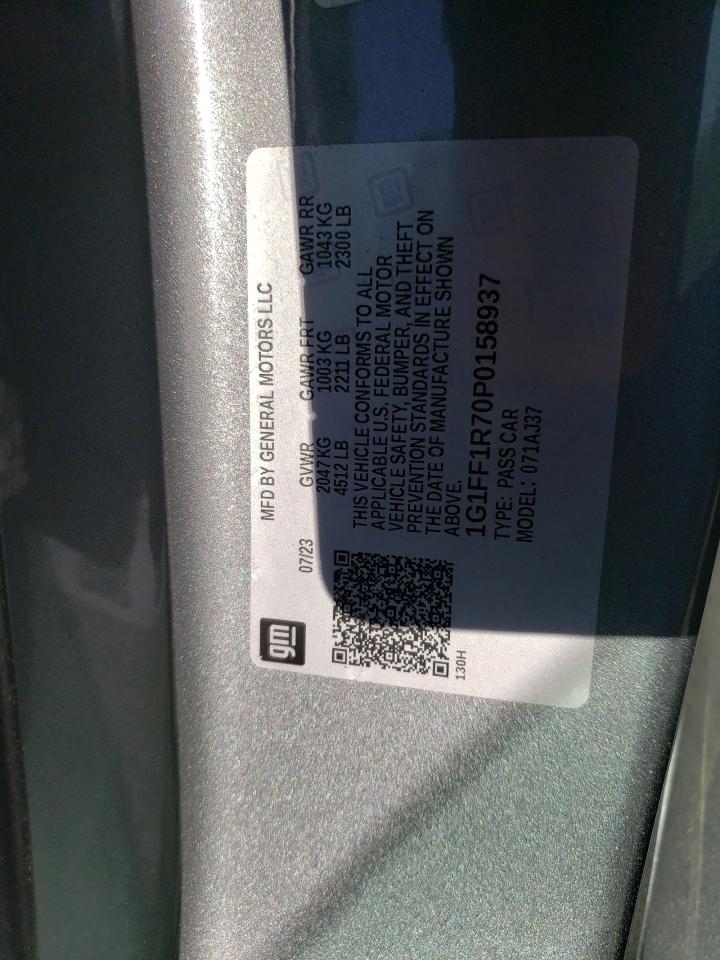 gm
MFD BY GENERAL MOTORS LLC
07/23 GVWR GAWR FRT GAWR RR
2047KG 1003 KG 1043 KG
4512 LB 2211 LB 2300 LB
THIS VEHICLE CONFORMS TO ALL
APPLICABLE U.S. FEDERAL MOTOR
VEHICLE SAFETY, BUMPER, AND THEFT
PREVENTION STANDARDS IN EFFECT ON
THE DATE OF MANUFACTURE SHOWN
ABOVE.
1G1FF1R70P0158937
TYPE: PASS CAR
MODEL: 071AJ37
130H